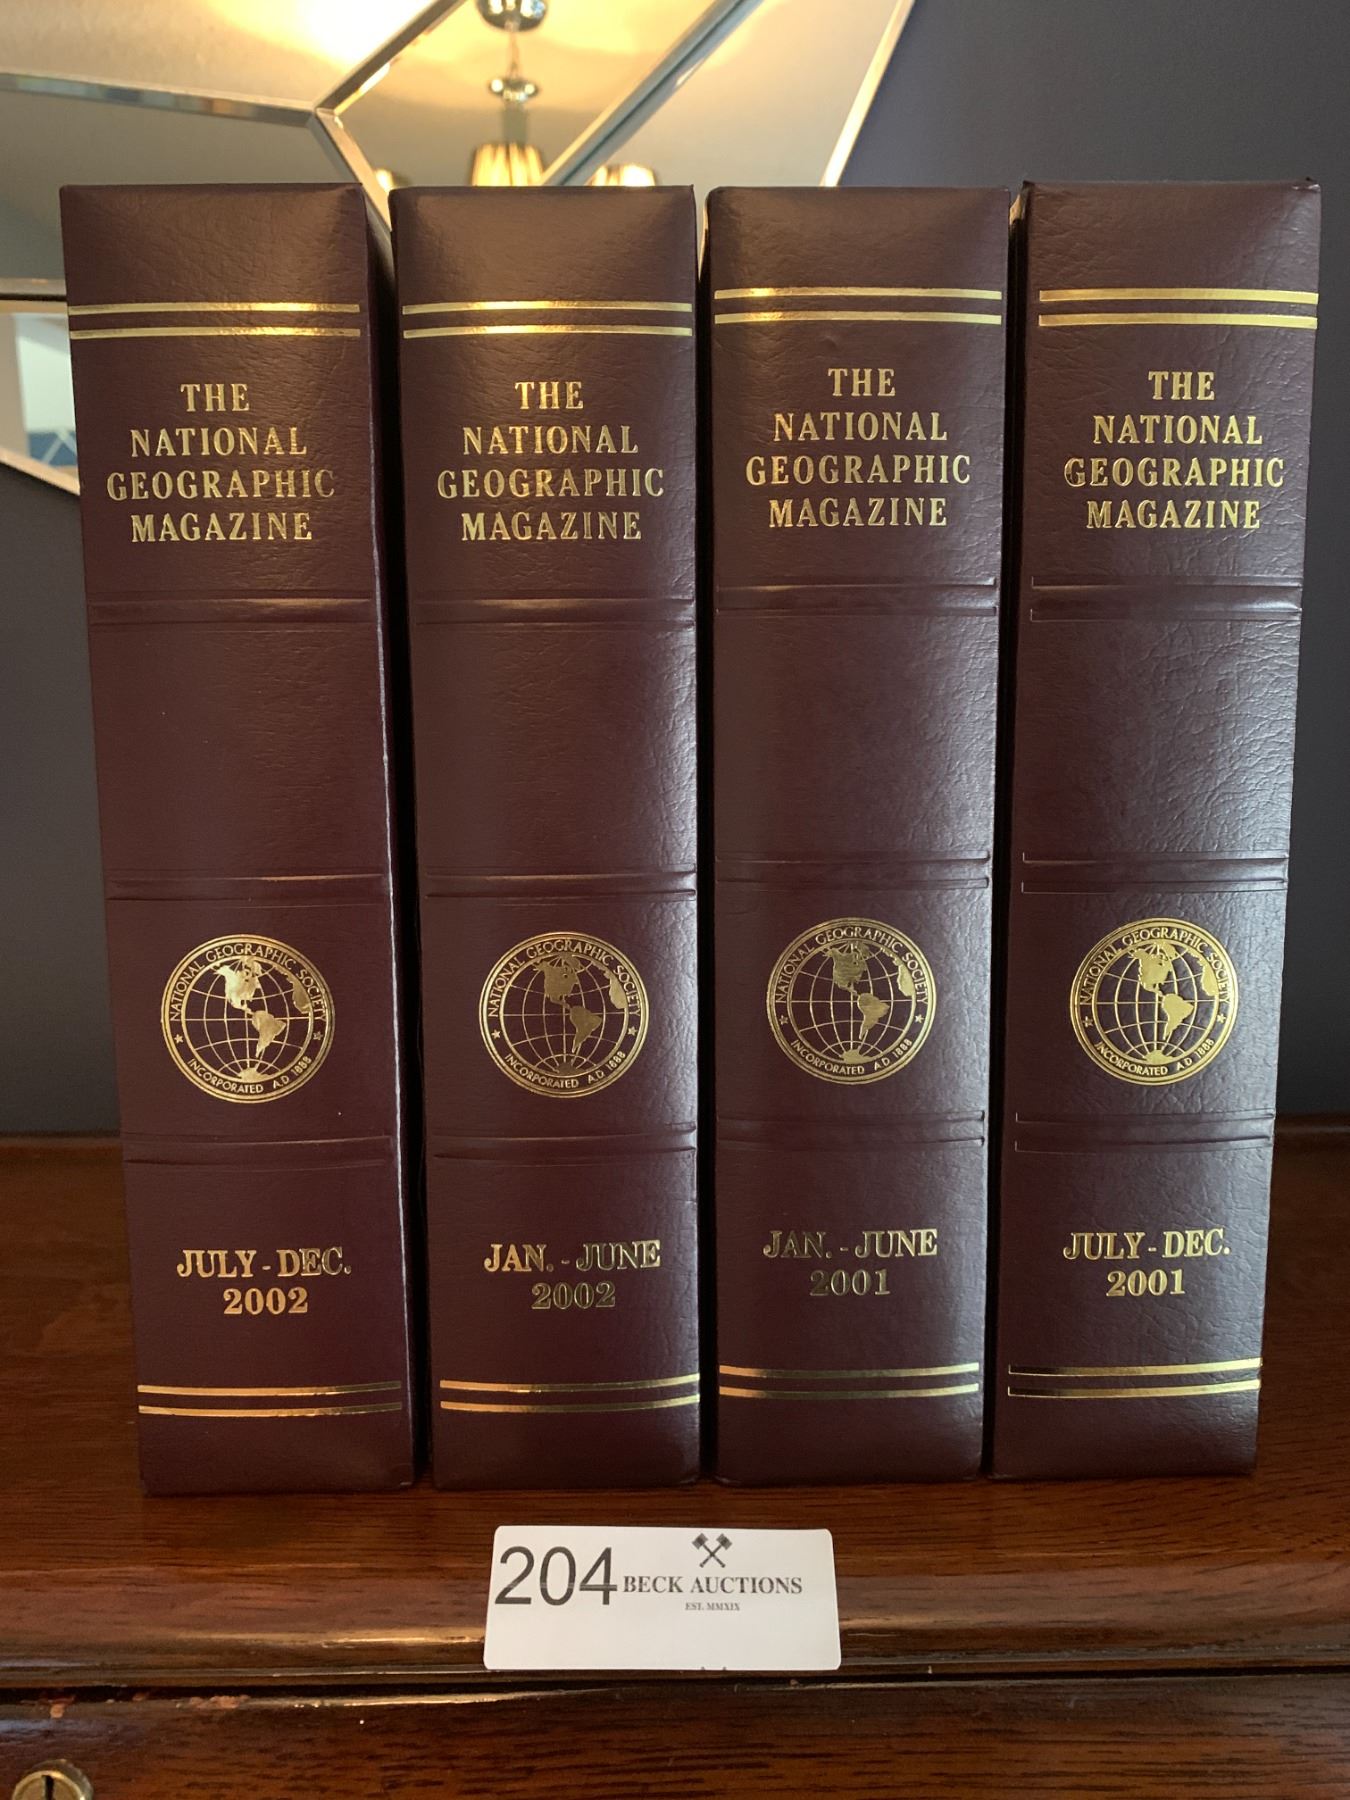 THE
NATIONAL
GEOGRAPHIC
MAGAZINE
NATIONAL GEOGRAPHIC SOCIETY
INCORPORATED A.D. 1888
JULY - DEC.
2002
THE
NATIONAL
GEOGRAPHIC
MAGAZINE
NATIONAL GEOGRAPHIC SOCIETY
INCORPORATED A.D. 1888
JAN. - JUNE
2002
THE
NATIONAL
GEOGRAPHIC
MAGAZINE
NATIONAL GEOGRAPHIC SOCIETY
INCORPORATED A.D. 1888
JAN. - JUNE
2001
THE
NATIONAL
GEOGRAPHIC
MAGAZINE
NATIONAL GEOGRAPHIC SOCIETY
INCORPORATED A.D. 1888
JULY - DEC.
2001
204 BECK AUCTIONS
EST. MMXIX